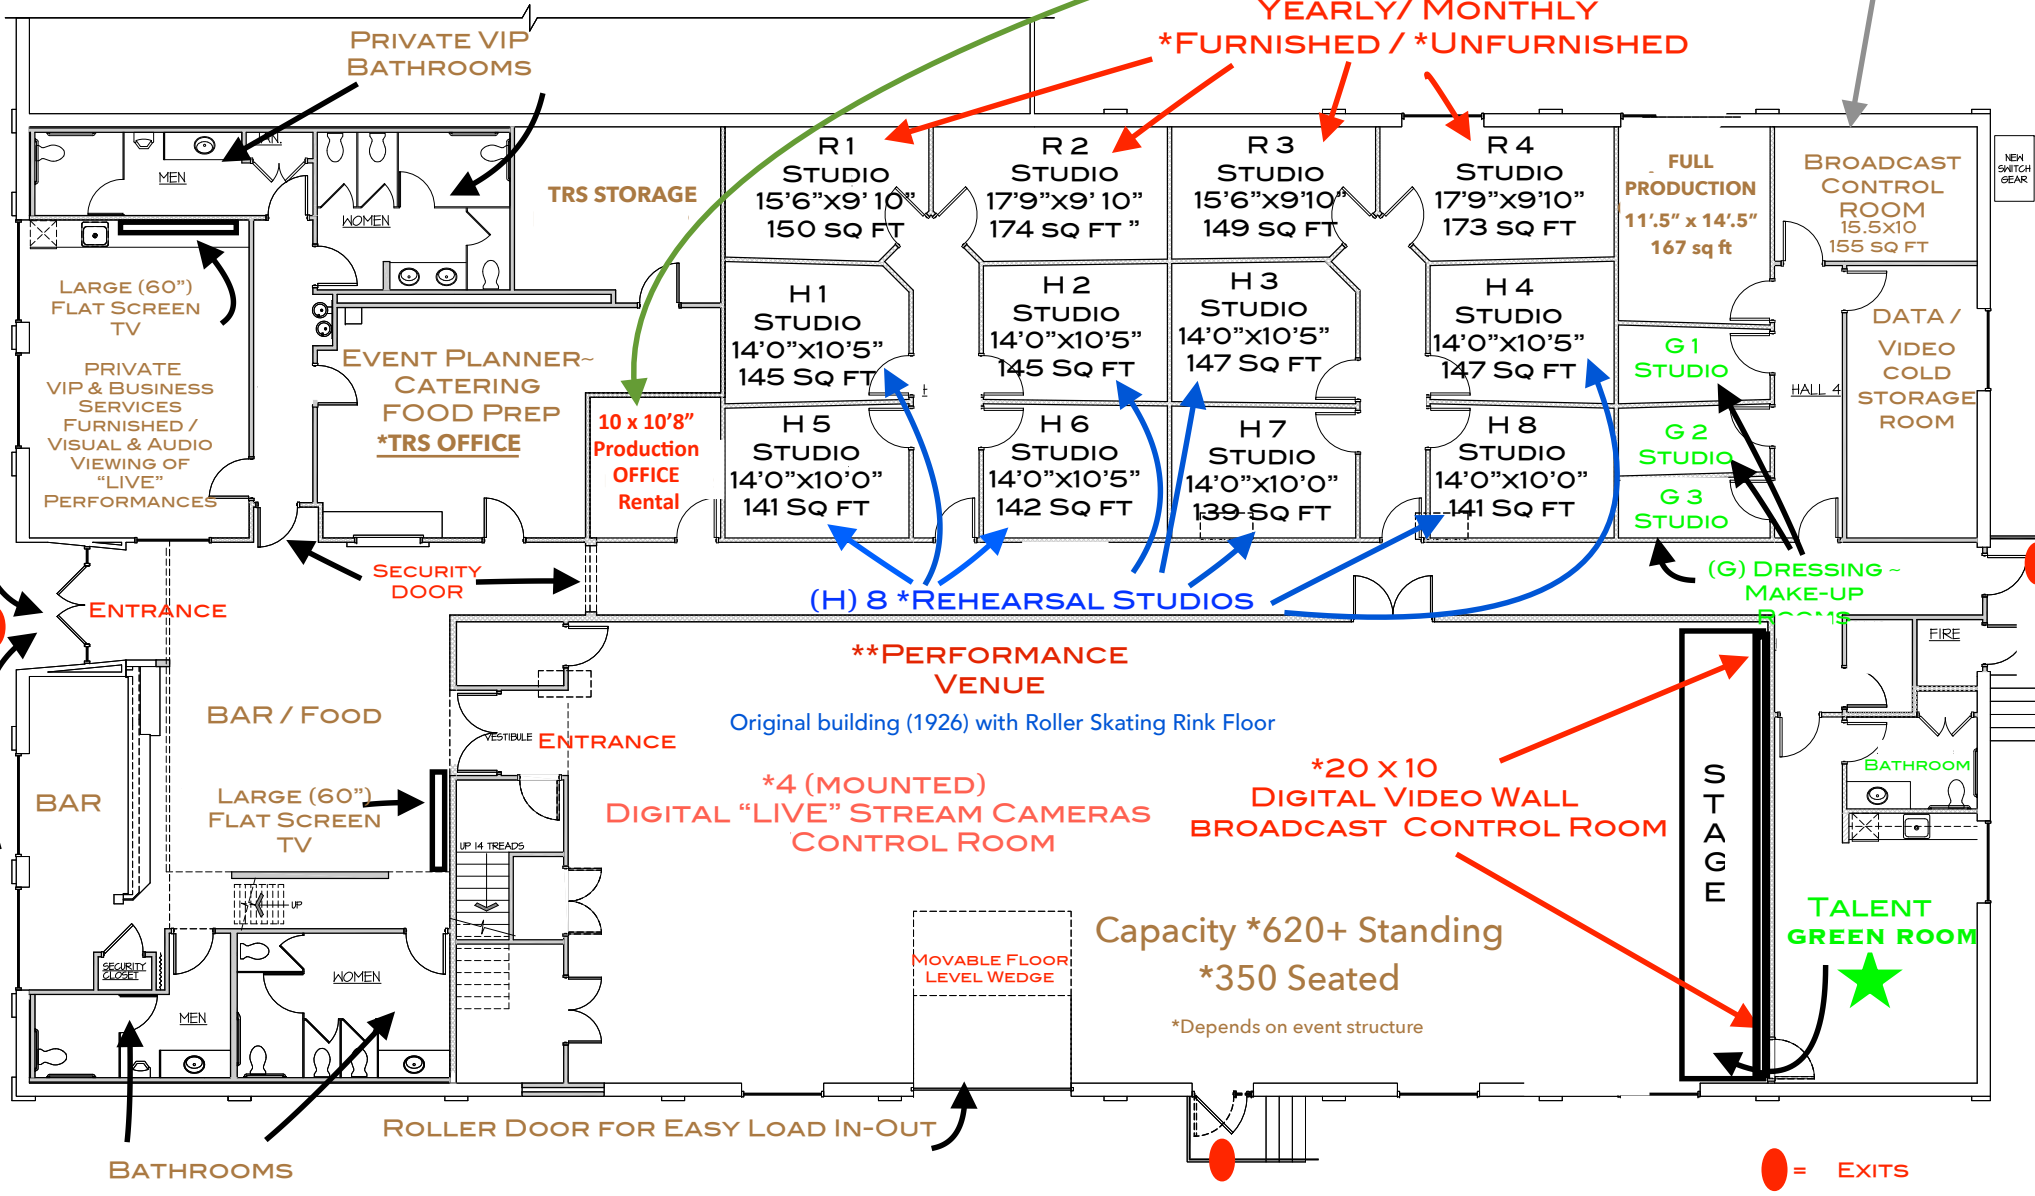 YEARLY/ MONTHLY
*FURNISHED / *UNFURNISHED
PRIVATE VIP
BATHROOMS
MEN
WOMEN
TRS STORAGE
R 1
STUDIO
15'6"x9' 10"
150 SQ FT
R 2
STUDIO
17'9"x9' 10"
174 SQ FT "
R 3
STUDIO
15'6"x9'10"
149 SQ FT
R 4
STUDIO
17'9"x9'10"
173 SQ FT
FULL
PRODUCTION
11'.5" x 14'.5"
167 sq ft
BROADCAST
CONTROL
ROOM
15.5x10
155 SQ FT
NEW
SWITCH
GEAR
LARGE (60")
FLAT SCREEN
TV
PRIVATE
VIP & BUSINESS
SERVICES
FURNISHED /
VISUAL & AUDIO
VIEWING OF
"LIVE"
PERFORMANCES
EVENT PLANNER~
CATERING
FOOD PREP
*TRS OFFICE
10 x 10'8"
Production
OFFICE
Rental
H 1
STUDIO
14'0"x10'5"
145 SQ FT
H 2
STUDIO
14'0"x10'5"
145 SQ FT
H 3
STUDIO
14'0"x10'5"
147 SQ FT
H 4
STUDIO
14'0"x10'5"
147 SQ FT
G 1
STUDIO
HALL 4
DATA /
VIDEO
COLD
STORAGE
ROOM
H 5
STUDIO
14'0"x10'0"
141 SQ FT
H 6
STUDIO
14'0"x10'5"
142 SQ FT
H 7
STUDIO
14'0"x10'0"
139 SQ FT
H 8
STUDIO
14'0"x10'0"
141 SQ FT
G 2
STUDIO
G 3
STUDIO
SECURITY
DOOR
ENTRANCE
(H) 8 *REHEARSAL STUDIOS
(G) DRESSING ~
MAKE-UP
ROOMS
FIRE
**PERFORMANCE
VENUE
Original building (1926) with Roller Skating Rink Floor
BAR / FOOD
VESTIBULE
ENTRANCE
BAR
LARGE (60")
FLAT SCREEN
TV
UP 14 TREADS
UP
*4 (MOUNTED)
DIGITAL "LIVE" STREAM CAMERAS
CONTROL ROOM
*20 x 10
DIGITAL VIDEO WALL
BROADCAST CONTROL ROOM
STAGE
BATHROOM
TALENT
GREEN ROOM
Capacity *620+ Standing
*350 Seated
*Depends on event structure
MOVABLE FLOOR
LEVEL WEDGE
SECURITY
CLOSET
WOMEN
MEN
ROLLER DOOR FOR EASY LOAD IN-OUT
BATHROOMS
= EXITS